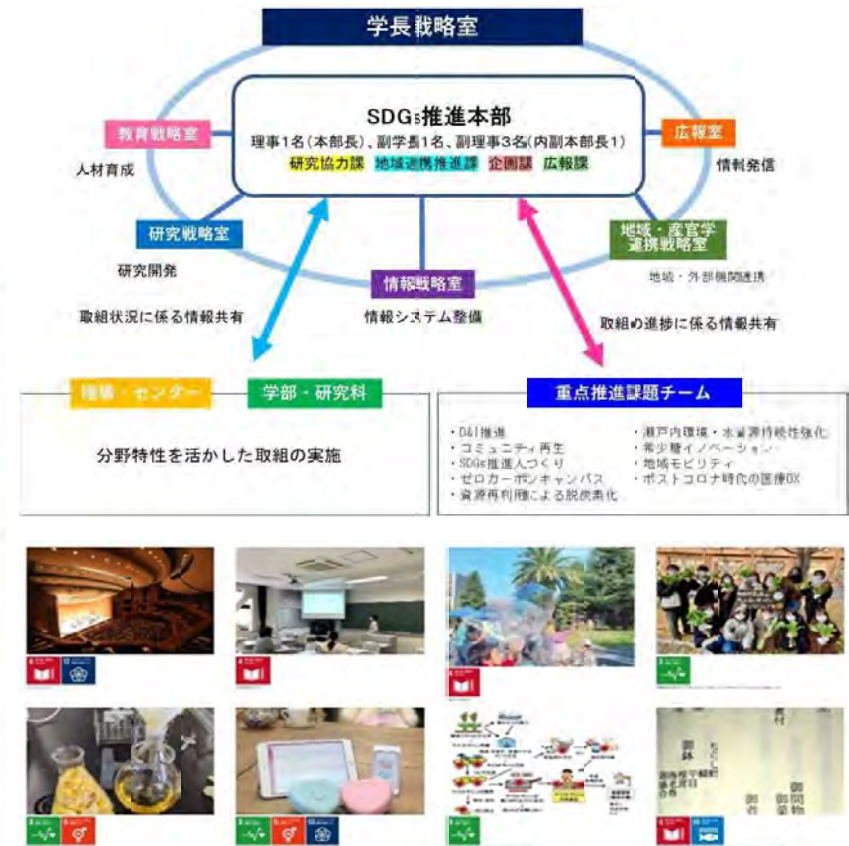 学長戦略室
SDGs推進本部
理事1名(本部長)、副学長1名、副理事3名(内副本部長1)
研究協力課 地域連携推進課 企画課 広報課
教育戦略室
人材育成
広報室
情報発信
研究戦略室
研究開発
地域・産官学
連携戦略室
地域・外部機関連携
情報戦略室
情報システム整備
取組状況に係る情報共有
取組の進捗に係る情報共有
機構・センター
学部・研究科
分野特性を活かした取組の実施
重点推進課題チーム
・D&I推進
・コミュニティ再生
・SDGs推進人づくり
・ゼロカーボンキャンパス
・資源再利用による脱炭素化
・瀬戸内環境・水資源持続性強化
・希少糖イノベーション
・地域モビリティ
・ポストコロナ時代の医療DX